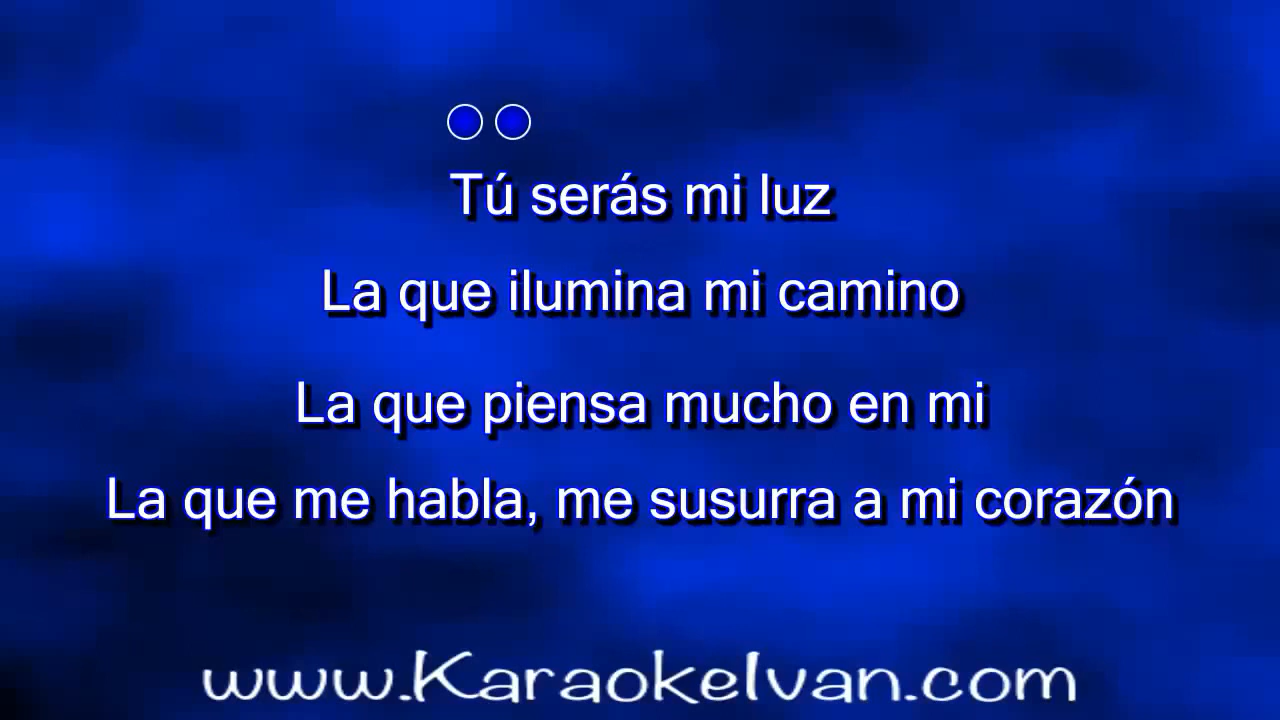 Tú serás mi luz
La que ilumina mi camino
La que piensa mucho en mi
La que me habla, me susurra a mi corazón
www.KaraokeIvan.com